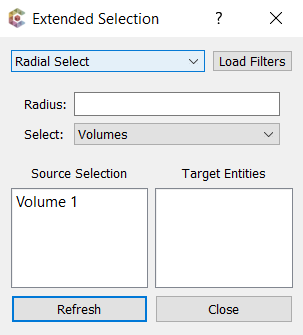 Extended Selection
?
Radial Select
Load Filters
Radius:
Select: Volumes
Source Selection Target Entities
Volume 1
Refresh Close